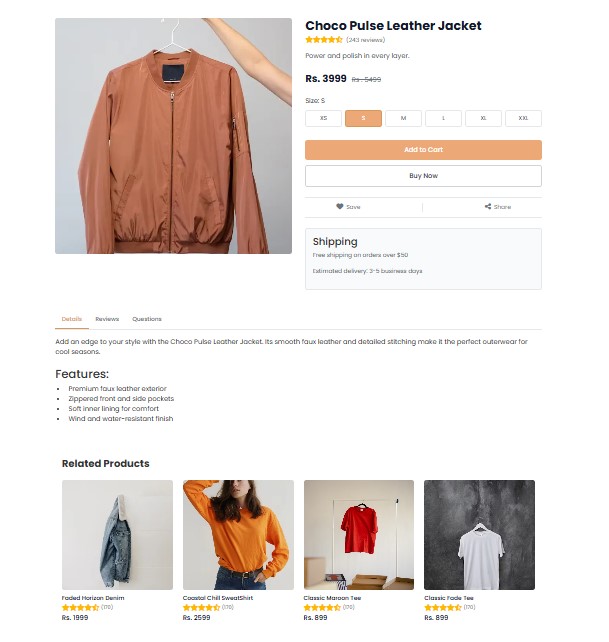 Choco Pulse Leather Jacket
(243 reviews)
Power and polish in every layer.
Rs. 3999 Rs. 5499
Size: S
XS S M L XL XXL
Add to Cart
Buy Now
Save Share
Shipping
Free shipping on orders over $50
Estimated delivery: 3-5 business days
Details Reviews Questions
Add an edge to your style with the Choco Pulse Leather Jacket. Its smooth faux leather and detailed stitching make it the perfect outerwear for
cool seasons.
Features:
• Premium faux leather exterior
• Zippered front and side pockets
• Soft inner lining for comfort
• Wind and water-resistant finish
Related Products
Faded Horizon Denim Coastal Chill SweatShirt Classic Maroon Tee Classic Fade Tee
(170) (170) (170) (170)
Rs. 1999 Rs. 2599 Rs. 899 Rs. 899